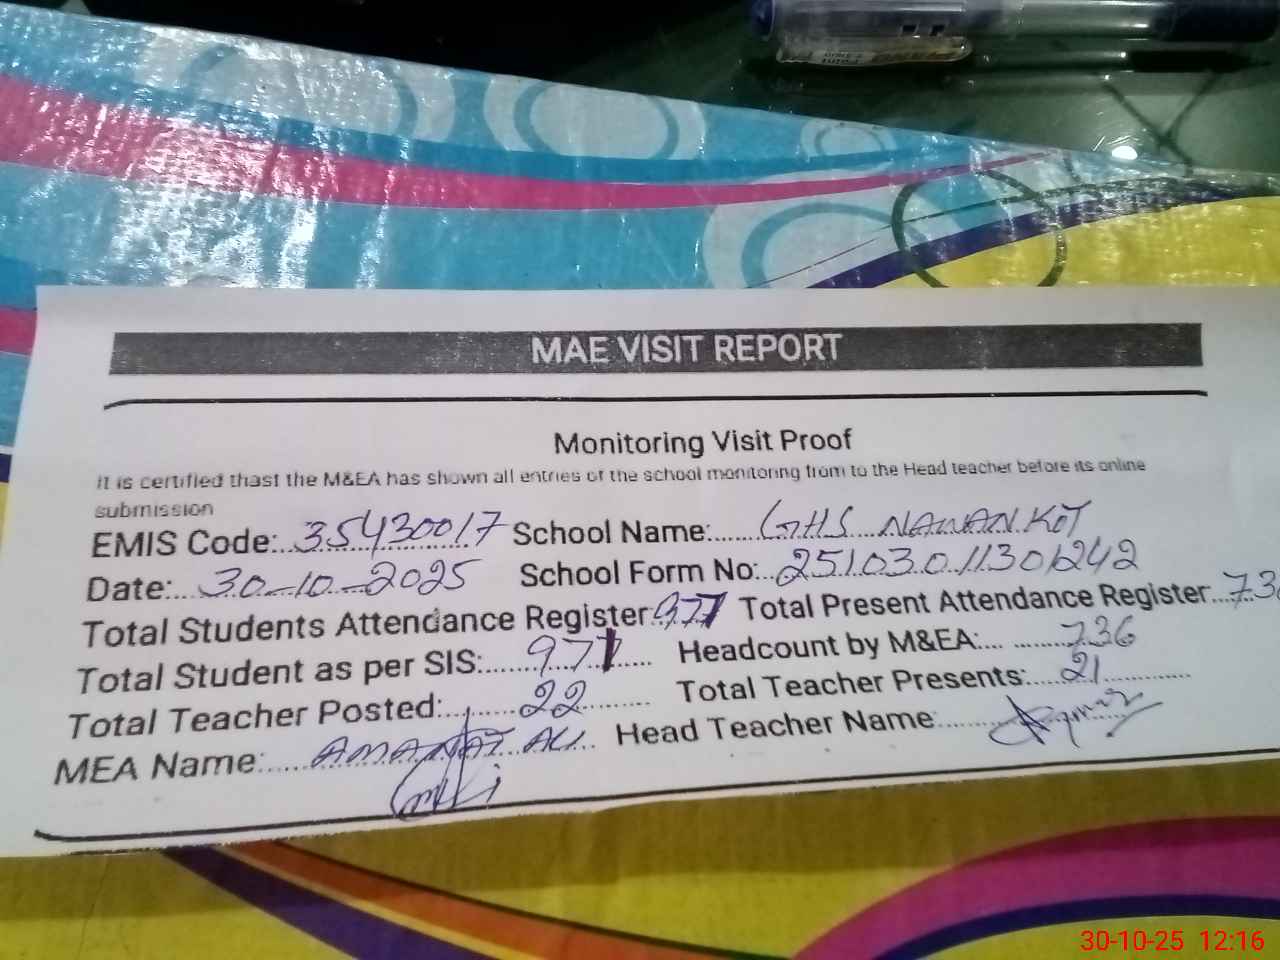 MAE VISIT REPORT
Monitoring Visit Proof
It is certified thast the M&EA has shown all entries of the school monitoring from to the Head teacher before its online
submission
EMIS Code:...35430017 School Name:......GHS NAWAN KOT
Date:...30-10-2025 School Form No:..25103011301242
Total Students Attendance Register:.977 Total Present Attendance Register...
Total Student as per SIS:......977..... Headcount by M&EA:.... ........736
Total Teacher Posted:.........22.......... Total Teacher Presents:.....21..............
MEA Name:......AMANAT ALI... Head Teacher Name:.........
30-10-25 12:16